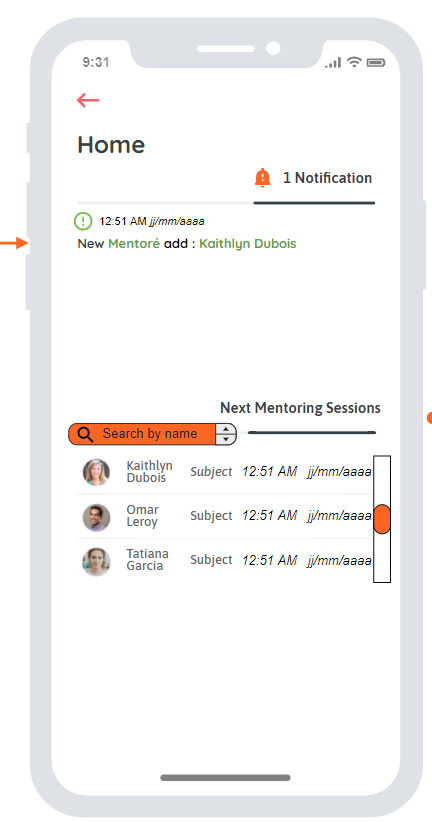 9:31
Home
1 Notification
12:51 AM jj/mm/aaaa
New Mentoré add : Kaithlyn Dubois
Next Mentoring Sessions
Search by name
Kaithlyn
Dubois
Subject 12:51 AM jj/mm/aaaa
Omar
Leroy
Subject 12:51 AM jj/mm/aaaa
Tatiana
Garcia
Subject 12:51 AM jj/mm/aaaa